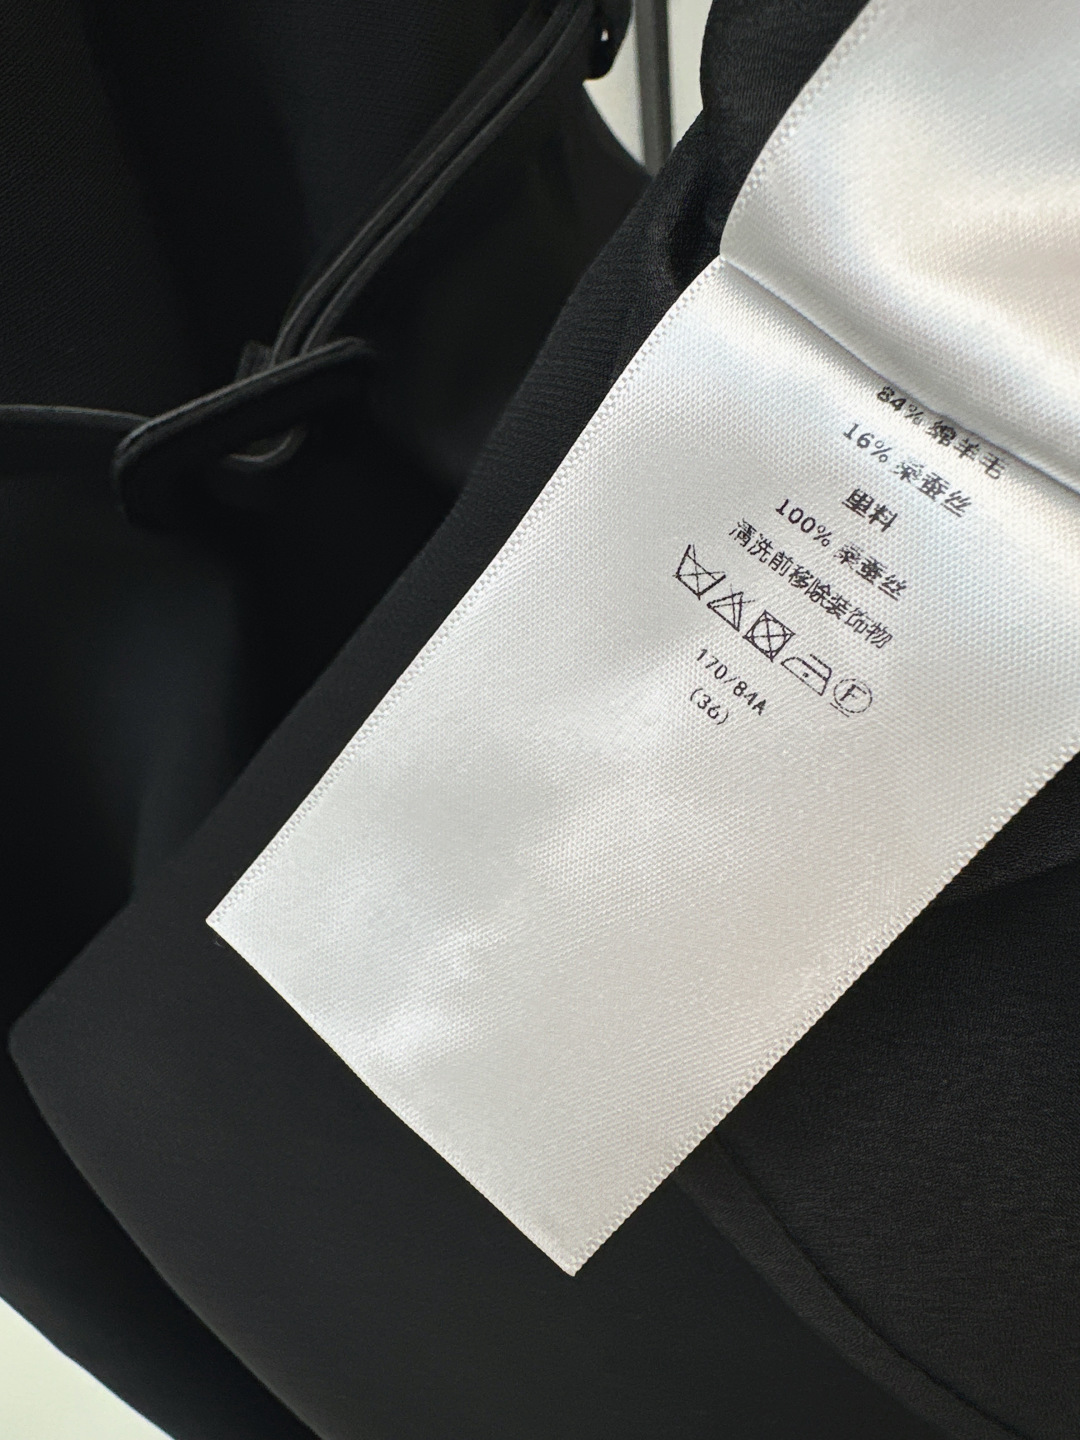 84% 绵羊毛
16% 桑蚕丝
里料
100% 桑蚕丝
清洗前移除装饰物
F
170/84A
(36)